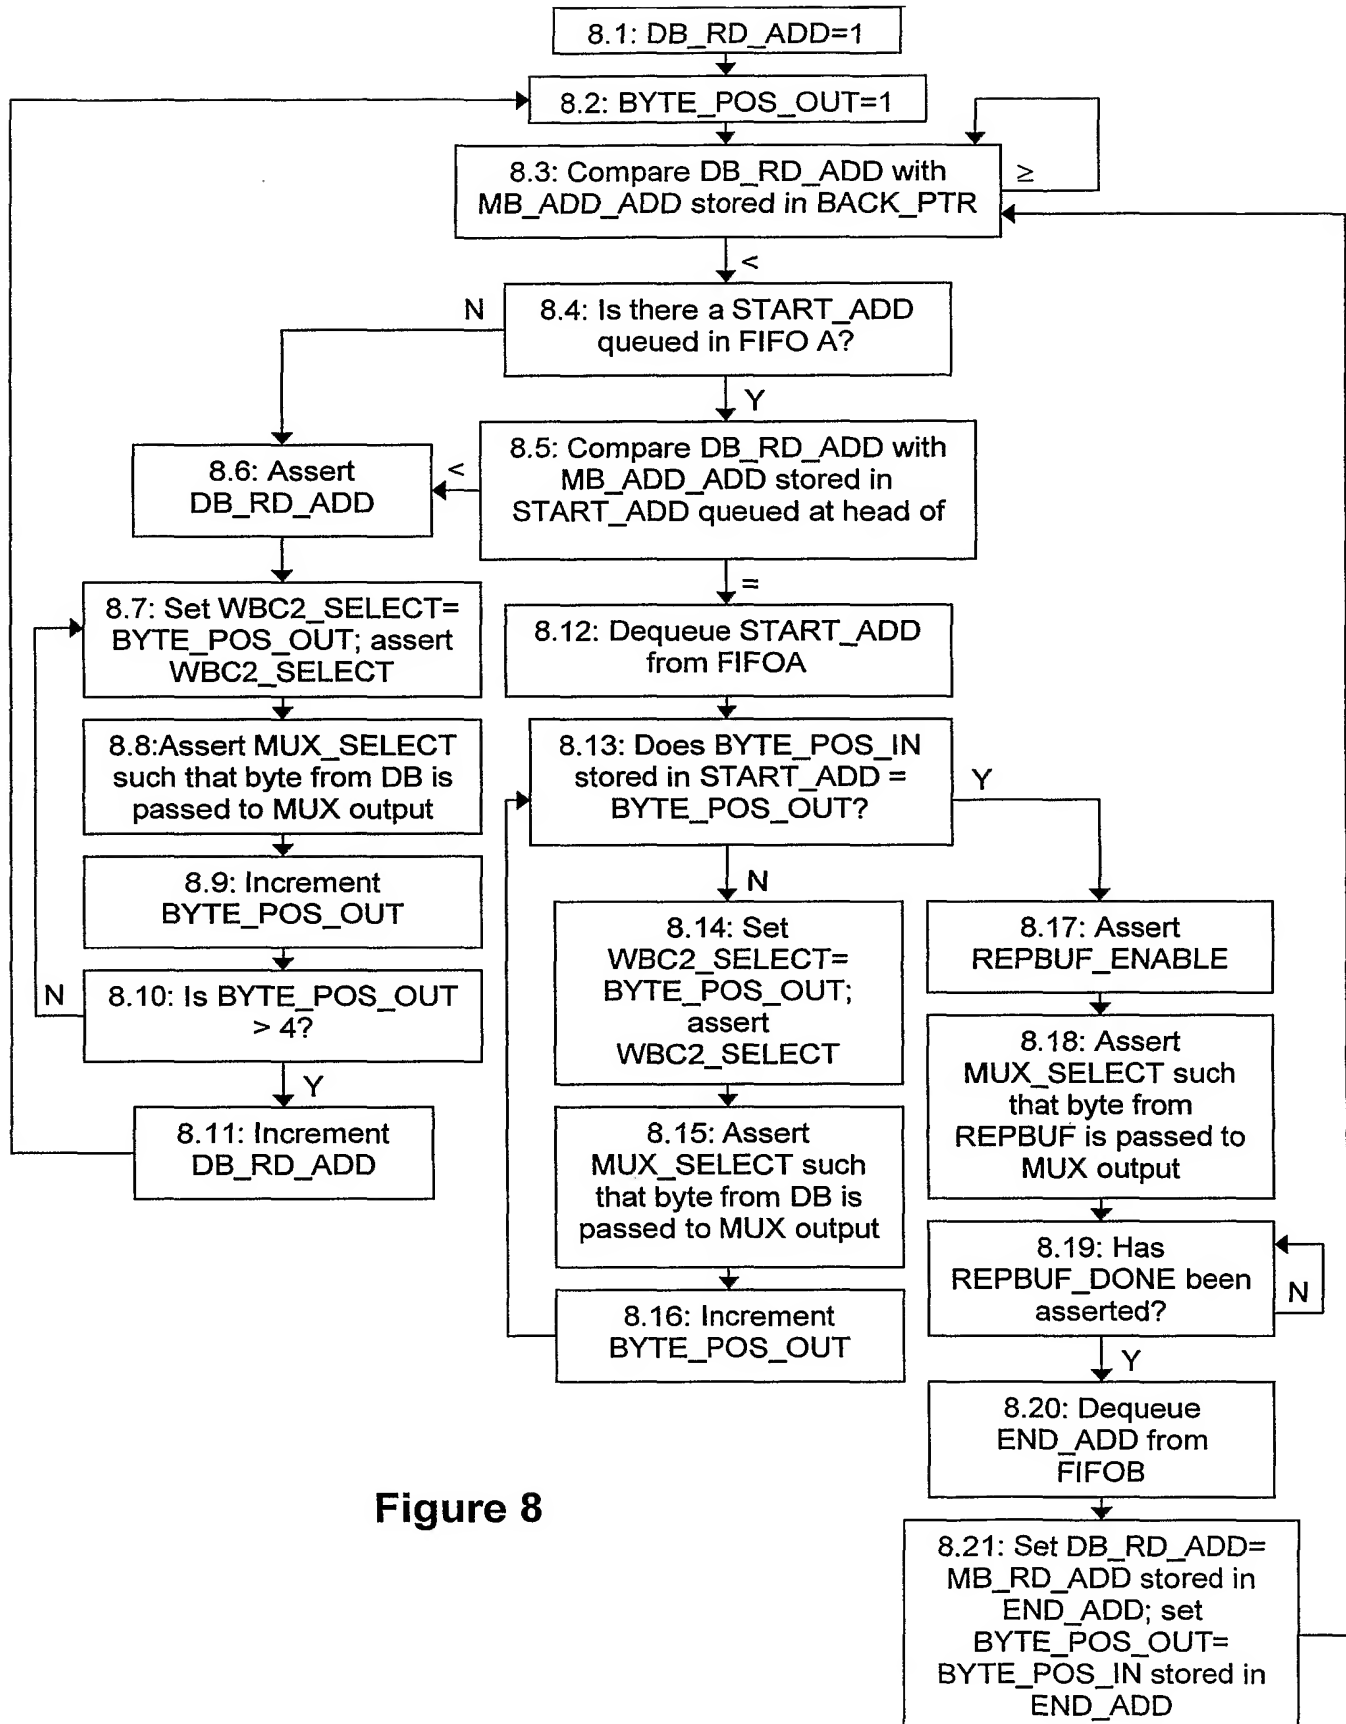 8.1: DB_RD_ADD=1
8.2: BYTE_POS_OUT=1
8.3: Compare DB_RD_ADD with
MB_ADD_ADD stored in BACK_PTR
≥
<
8.4: Is there a START_ADD
queued in FIFO A?
N
Y
8.5: Compare DB_RD_ADD with
MB_ADD_ADD stored in
START_ADD queued at head of
<
=
8.6: Assert
DB_RD_ADD
8.7: Set WBC2_SELECT=
BYTE_POS_OUT; assert
WBC2_SELECT
8.8:Assert MUX_SELECT
such that byte from DB is
passed to MUX output
8.9: Increment
BYTE_POS_OUT
8.10: Is BYTE_POS_OUT
> 4?
N
Y
8.11: Increment
DB_RD_ADD
8.12: Dequeue START_ADD
from FIFOA
8.13: Does BYTE_POS_IN
stored in START_ADD =
BYTE_POS_OUT?
Y
N
8.14: Set
WBC2_SELECT=
BYTE_POS_OUT;
assert
WBC2_SELECT
8.15: Assert
MUX_SELECT such
that byte from DB is
passed to MUX output
8.16: Increment
BYTE_POS_OUT
8.17: Assert
REPBUF_ENABLE
8.18: Assert
MUX_SELECT such
that byte from
REPBUF is passed to
MUX output
8.19: Has
REPBUF_DONE been
asserted?
N
Y
8.20: Dequeue
END_ADD from
FIFOB
8.21: Set DB_RD_ADD=
MB_RD_ADD stored in
END_ADD; set
BYTE_POS_OUT=
BYTE_POS_IN stored in
END_ADD
Figure 8